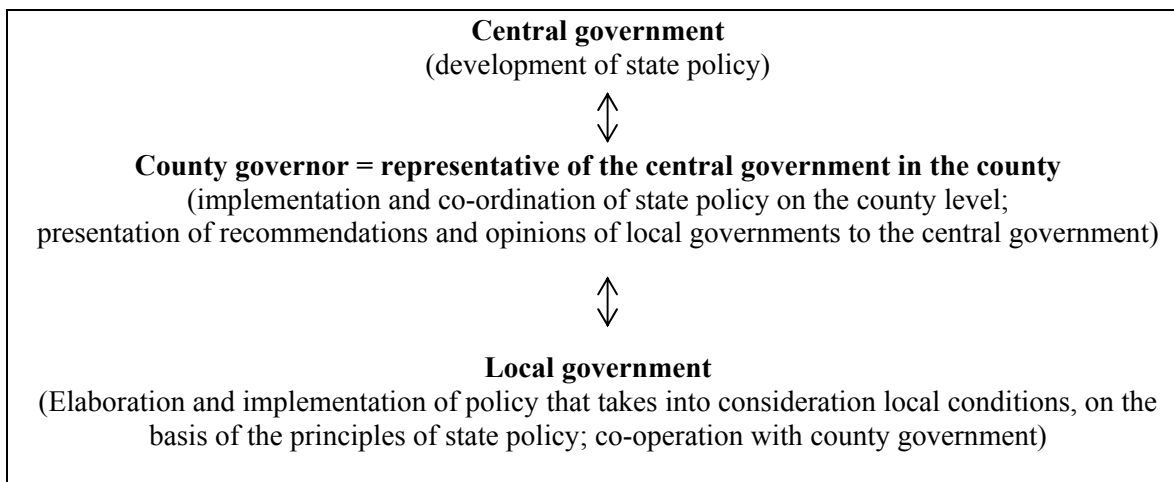 Central government
(development of state policy)
County governor = representative of the central government in the county
(implementation and co-ordination of state policy on the county level;
presentation of recommendations and opinions of local governments to the central government)
Local government
(Elaboration and implementation of policy that takes into consideration local conditions, on the
basis of the principles of state policy; co-operation with county government)